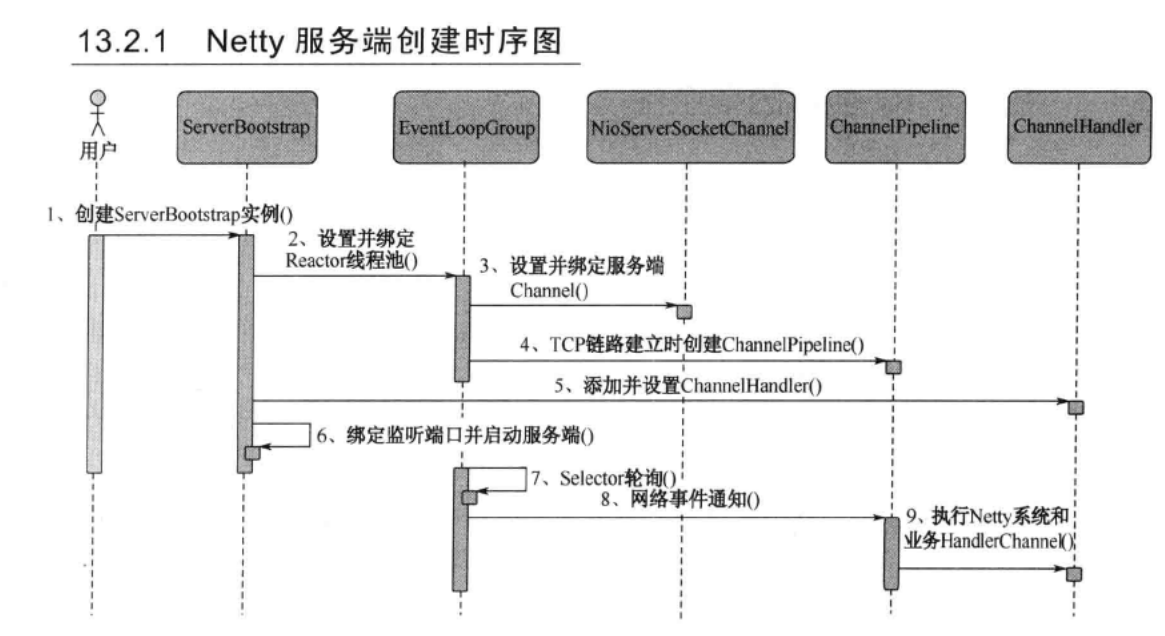 13.2.1 Netty 服务端创建时序图
用户
ServerBootstrap
EventLoopGroup
NioServerSocketChannel
ChannelPipeline
ChannelHandler
1、创建ServerBootstrap实例()
2、设置并绑定
Reactor线程池()
3、设置并绑定服务端
Channel()
4、TCP链路建立时创建ChannelPipeline()
5、添加并设置ChannelHandler()
6、绑定监听端口并启动服务端()
7、Selector轮询()
8、网络事件通知()
9、执行Netty系统和
业务HandlerChannel()